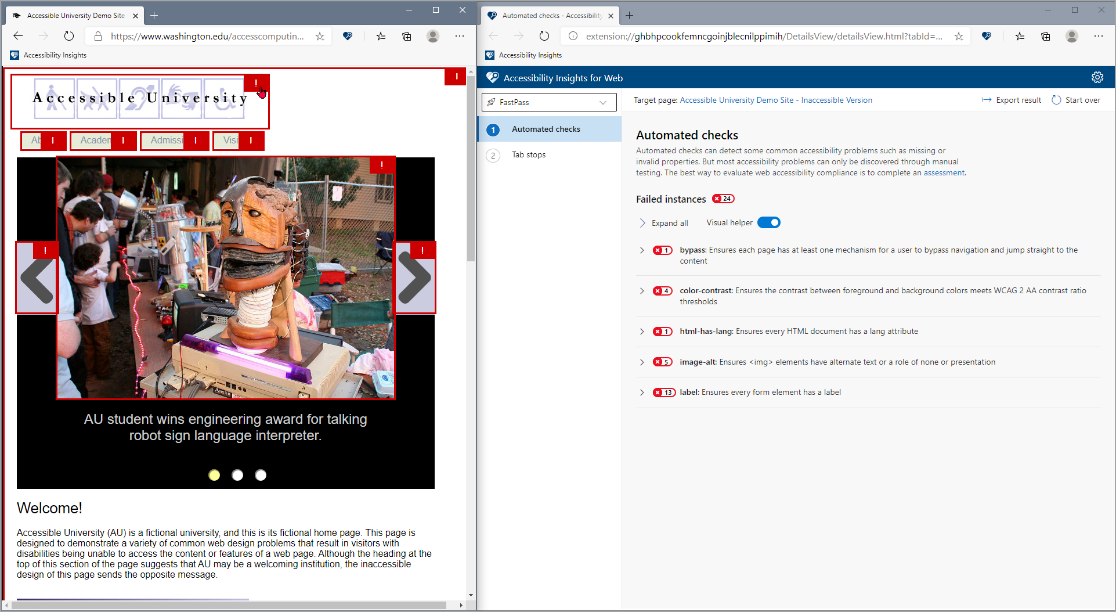 Accessible University Demo Site
https://www.washington.edu/accesscomputin...
Accessibility Insights
!
!
Accessible University
Ab
!
Academ
!
Admissi
!
Visi
!
!
!
!
AU student wins engineering award for talking
robot sign language interpreter.
Welcome!
Accessible University (AU) is a fictional university, and this is its fictional home page. This page is
designed to demonstrate a variety of common web design problems that result in visitors with
disabilities being unable to access the content or features of a web page. Although the heading at the
top of this section of the page suggests that AU may be a welcoming institution, the inaccessible
design of this page sends the opposite message.
Automated checks - Accessibility
extension://ghbhpcookfemncgoinjblecnilppimih/DetailsView/detailsView.html?tabId=...
Accessibility Insights
Accessibility Insights for Web
FastPass
Target page: Accessible University Demo Site - Inaccessible Version
Export result
Start over
1 Automated checks
2 Tab stops
Automated checks
Automated checks can detect some common accessibility problems such as missing or
invalid properties. But most accessibility problems can only be discovered through manual
testing. The best way to evaluate web accessibility compliance is to complete an assessment.
Failed instances 24
Expand all
Visual helper
1 bypass: Ensures each page has at least one mechanism for a user to bypass navigation and jump straight to the
content
4 color-contrast: Ensures the contrast between foreground and background colors meets WCAG 2 AA contrast ratio
thresholds
1 html-has-lang: Ensures every HTML document has a lang attribute
5 image-alt: Ensures <img> elements have alternate text or a role of none or presentation
13 label: Ensures every form element has a label